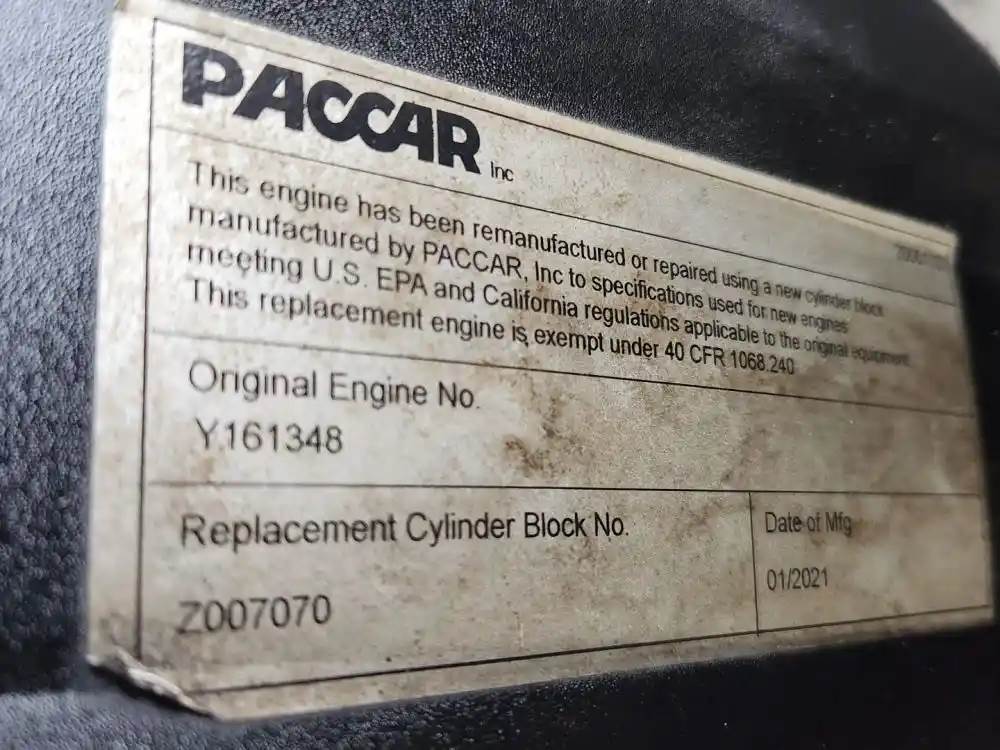 PACCAR Inc
This engine has been remanufactured or repaired using a new cylinder block
manufactured by PACCAR, Inc to specifications used for new engines
meeting U.S. EPA and California regulations applicable to the original equipment.
This replacement engine is exempt under 40 CFR 1068.240
Original Engine No.
Y161348
Replacement Cylinder Block No.
Z007070
Date of Mfg
01/2021